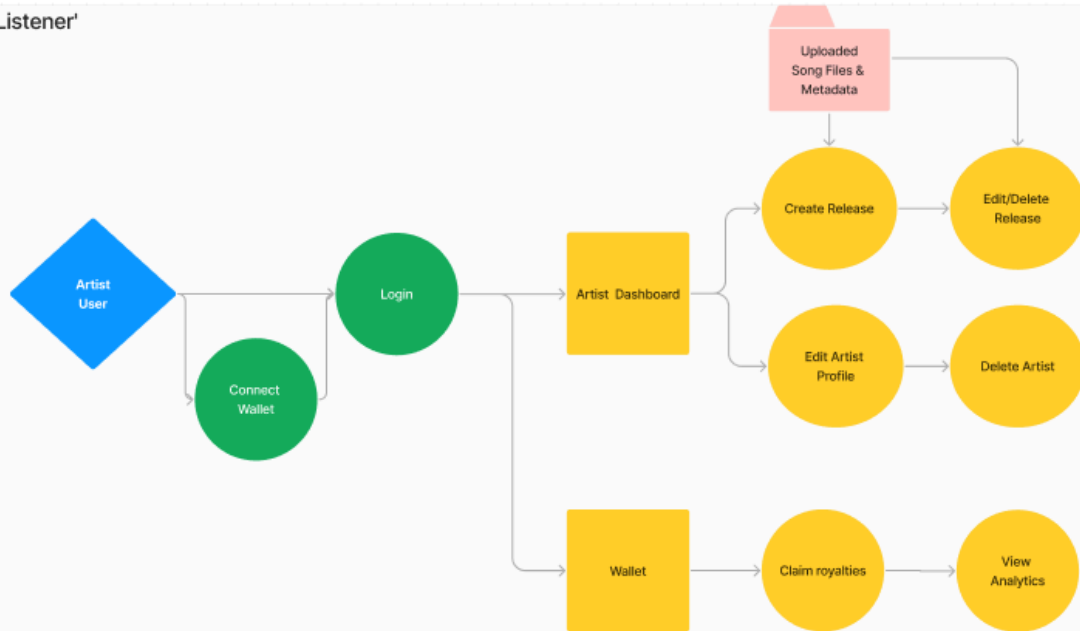 Listener'
Uploaded
Song Files &
Metadata
Create Release
Edit/Delete
Release
Artist
User
Login
Artist Dashboard
Connect
Wallet
Edit Artist
Profile
Delete Artist
Wallet
Claim royalties
View
Analytics